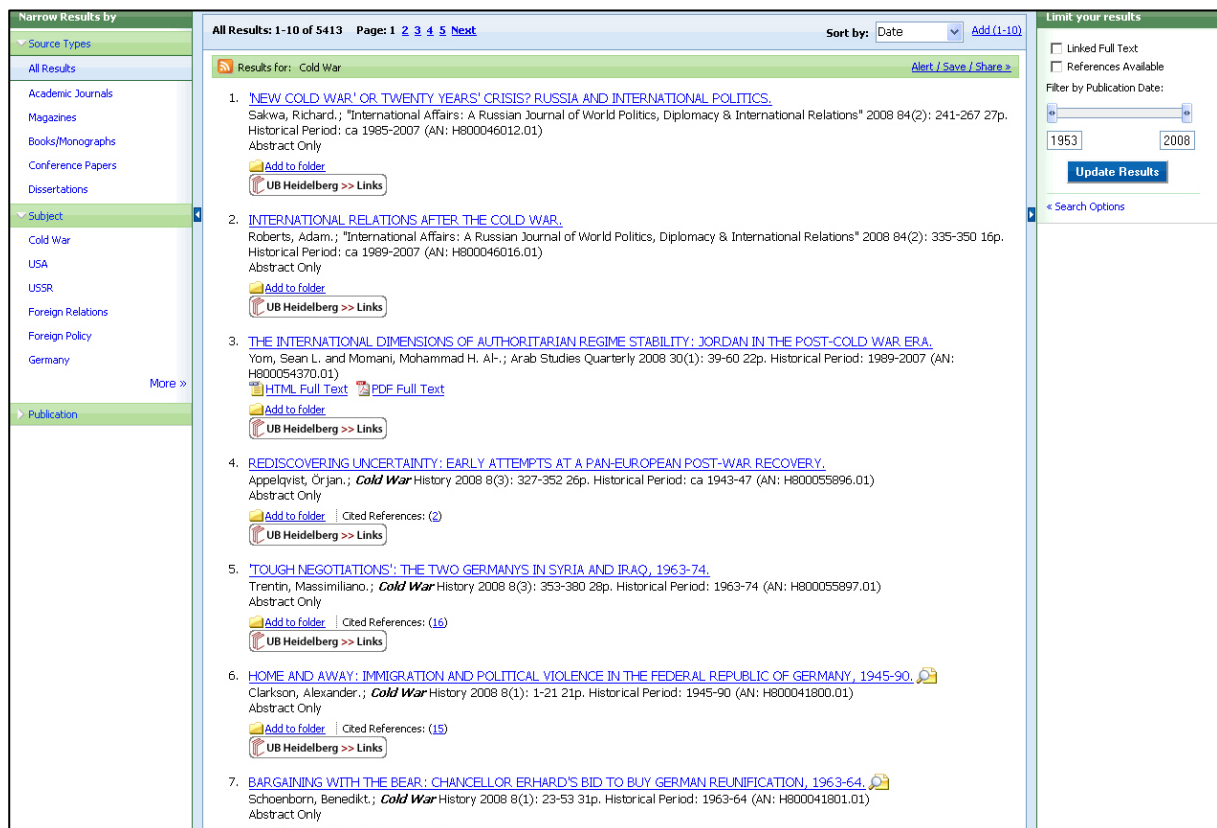 Narrow Results by
Source Types
All Results
Academic Journals
Magazines
Books/Monographs
Conference Papers
Dissertations
Subject
Cold War
USA
USSR
Foreign Relations
Foreign Policy
Germany
More »
Publication
All Results: 1-10 of 5413 Page: 1 2 3 4 5 Next
Sort by: Date Add (1-10)
Results for: Cold War Alert / Save / Share »
1. 'NEW COLD WAR' OR TWENTY YEARS' CRISIS? RUSSIA AND INTERNATIONAL POLITICS.
Sakwa, Richard.; "International Affairs: A Russian Journal of World Politics, Diplomacy & International Relations" 2008 84(2): 241-267 27p.
Historical Period: ca 1985-2007 (AN: H800046012.01)
Abstract Only
Add to folder
UB Heidelberg >> Links
2. INTERNATIONAL RELATIONS AFTER THE COLD WAR.
Roberts, Adam.; "International Affairs: A Russian Journal of World Politics, Diplomacy & International Relations" 2008 84(2): 335-350 16p.
Historical Period: ca 1989-2007 (AN: H800046016.01)
Abstract Only
Add to folder
UB Heidelberg >> Links
3. THE INTERNATIONAL DIMENSIONS OF AUTHORITARIAN REGIME STABILITY: JORDAN IN THE POST-COLD WAR ERA.
Yom, Sean L. and Momani, Mohammad H. Al-.; Arab Studies Quarterly 2008 30(1): 39-60 22p. Historical Period: 1989-2007 (AN:
H800054370.01)
HTML Full Text PDF Full Text
Add to folder
UB Heidelberg >> Links
4. REDISCOVERING UNCERTAINTY: EARLY ATTEMPTS AT A PAN-EUROPEAN POST-WAR RECOVERY.
Appelqvist, Örjan.; Cold War History 2008 8(3): 327-352 26p. Historical Period: ca 1943-47 (AN: H800055896.01)
Abstract Only
Add to folder Cited References: (2)
UB Heidelberg >> Links
5. 'TOUGH NEGOTIATIONS': THE TWO GERMANYS IN SYRIA AND IRAQ, 1963-74.
Trentin, Massimiliano.; Cold War History 2008 8(3): 353-380 28p. Historical Period: 1963-74 (AN: H800055897.01)
Abstract Only
Add to folder Cited References: (16)
UB Heidelberg >> Links
6. HOME AND AWAY: IMMIGRATION AND POLITICAL VIOLENCE IN THE FEDERAL REPUBLIC OF GERMANY, 1945-90.
Clarkson, Alexander.; Cold War History 2008 8(1): 1-21 21p. Historical Period: 1945-90 (AN: H800041800.01)
Abstract Only
Add to folder Cited References: (15)
UB Heidelberg >> Links
7. BARGAINING WITH THE BEAR: CHANCELLOR ERHARD'S BID TO BUY GERMAN REUNIFICATION, 1963-64.
Schoenborn, Benedikt.; Cold War History 2008 8(1): 23-53 31p. Historical Period: 1963-64 (AN: H800041801.01)
Abstract Only
Limit your results
Linked Full Text
References Available
Filter by Publication Date:
1953 2008
Update Results
« Search Options